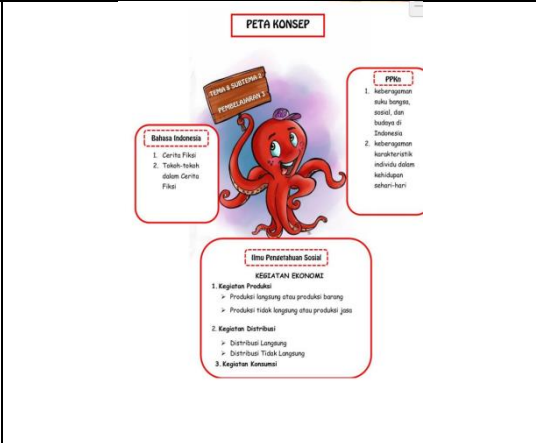 PETA KONSEP
TEMA 8 SUBTEMA 2
PEMBELAJARAN 3
PPKn
1. keberagaman
suku bangsa,
sosial, dan
budaya di
Indonesia
2. keberagaman
karakteristik
individu dalam
kehidupan
sehari-hari
Bahasa Indonesia
1. Cerita Fiksi
2. Tokoh-tokoh
dalam Cerita
Fiksi
Ilmu Pengetahuan Sosial
KEGIATAN EKONOMI
1. Kegiatan Produksi
➢ Produksi langsung atau produksi barang
➢ Produksi tidak langsung atau produksi jasa
2. Kegiatan Distribusi
➢ Distribusi Langsung
➢ Distribusi Tidak Langsung
3. Kegiatan Konsumsi